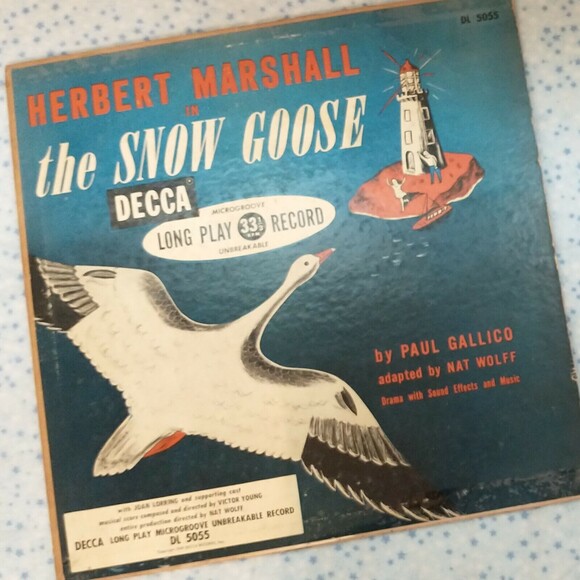 DL 5055
HERBERT MARSHALL
IN
the SNOW GOOSE
DECCA
MICROGROOVE
LONG PLAY 33 1/3 RECORD
UNBREAKABLE
by PAUL GALLICO
adapted by NAT WOLFF
Drama with Sound Effects and Music
with JOAN LORRING and supporting cast
musical score composed and directed by VICTOR YOUNG
entire production directed by NAT WOLFF
DECCA LONG PLAY MICROGROOVE UNBREAKABLE RECORD
DL 5055